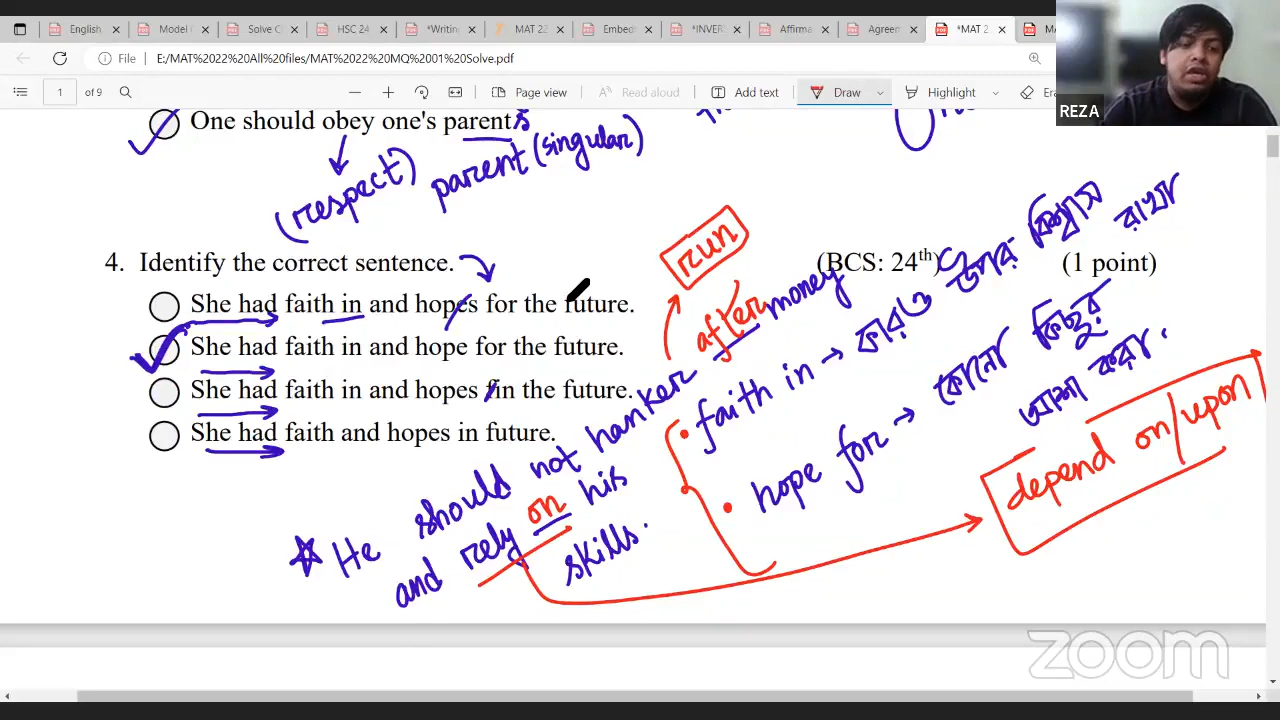 English
Model
Solve C
HSC 24
*Writing
MAT 22
Embed
*INVER
Affirma
Agreem
*MAT 2
File
E:/MAT%2022%20All%20files/MAT%2022%20MQ%2001%20Solve.pdf
1 of 9
Page view
Read aloud
Add text
Draw
Highlight
Era
REZA
One should obey one's parents
(respect)
parent (singular)
4. Identify the correct sentence. (BCS: 24th) (1 point)
She had faith in and hopes for the future.
She had faith in and hope for the future.
She had faith in and hopes in the future.
She had faith and hopes in future.
run
He should not hanker after money
and rely on his
skills.
• faith in → কারও উপর বিশ্বাস রাখা
• hope for → কোনো কিছুর
আশা করা.
depend on/upon
zoom